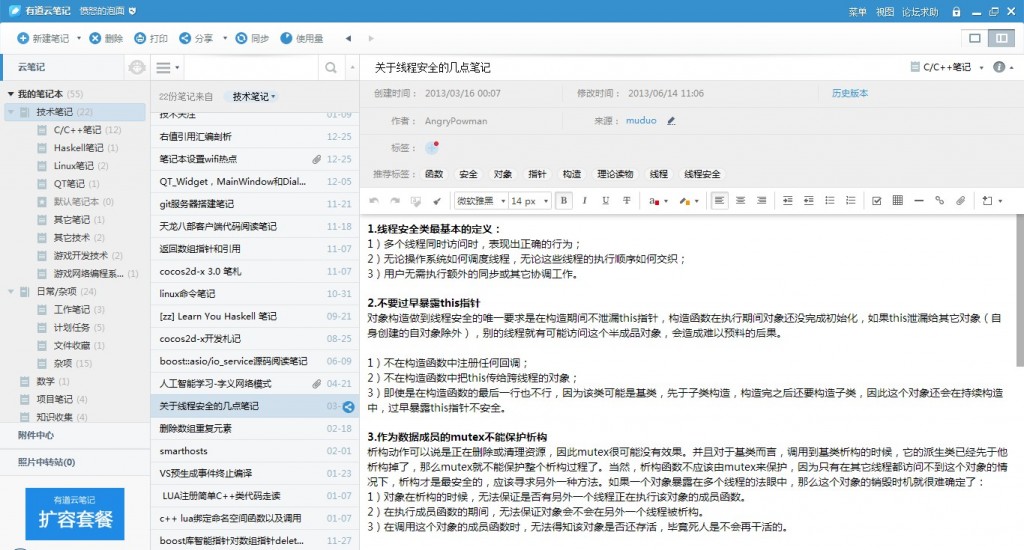 有道云笔记 愤怒的泡面 菜单 视图 论坛求助
新建笔记 删除 打印 分享 同步 使用量
云笔记
我的笔记本 (55)
技术笔记 (22)
C/C++笔记 (12)
Haskell笔记 (1)
Linux笔记 (2)
QT笔记 (1)
默认笔记本 (0)
其它笔记 (1)
其它技术 (2)
游戏开发技术 (2)
游戏网络编程系... (1)
日常/杂项 (24)
工作笔记 (3)
计划任务 (5)
文件收藏 (1)
杂项 (15)
数学 (1)
项目笔记 (4)
知识收集 (4)
附件中心
照片中转站(0)
有道云笔记
扩容套餐
22份笔记来自 技术笔记
技术关注 01-09
右值引用汇编剖析 12-25
笔记本设置wifi热点 12-25
QT_Widget，MainWindow和Dial... 12-05
git服务器搭建笔记 11-21
天龙八部客户端代码阅读笔记 11-18
返回数组指针和引用 11-07
cocos2d-x 3.0 笔札 11-07
linux命令笔记 10-31
[zz] Learn You Haskell 笔记 09-21
cocos2d-x开发札记 08-25
boost::asio/io_service源码阅读笔记 06-09
人工智能学习-字义网络模式 04-21
关于线程安全的几点笔记 03-
删除数组重复元素 02-18
smarthosts 02-01
VS预生成事件终止编译 01-23
LUA注册简单C++类代码走读 01-07
c++ lua绑定命名空间函数以及调用 01-07
boost库智能指针对数组指针delet... 11-27
关于线程安全的几点笔记 C/C++笔记
创建时间： 2013/03/16 00:07 修改时间： 2013/06/14 11:06 历史版本
作者： AngryPowman 来源： muduo
标签：
推荐标签： 函数 安全 对象 指针 构造 理论读物 线程 线程安全
微软雅黑 14 px B I U T a
1.线程安全类最基本的定义：
1）多个线程同时访问时，表现出正确的行为；
2）无论操作系统如何调度线程，无论这些线程的执行顺序如何交织；
3）用户无需执行额外的同步或其它协调工作。
2.不要过早暴露this指针
对象构造做到线程安全的唯一要求是在构造期间不泄漏this指针，构造函数在执行期间对象还没完成初始化，如果this泄漏给其它对象（自
身创建的自对象除外），别的线程就有可能访问这个半成品对象，会造成难以预料的后果。
1）不在构造函数中注册任何回调；
2）不在构造函数中把this传给跨线程的对象；
3）即使是在构造函数的最后一行也不行，因为该类可能是基类，先于子类构造，构造完之后还要构造子类，因此这个对象还会在持续构造
中，过早暴露this指针不安全。
3.作为数据成员的mutex不能保护析构
析构动作可以说是正在删除或清理资源，因此mutex很可能没有效果。并且对于基类而言，调用到基类析构的时候，它的派生类已经先于他
析构掉了，那么mutex就不能保护整个析构过程了。当然，析构函数不应该由mutex来保护，因为只有在其它线程都访问不到这个对象的情
况下，析构才是最安全的，应该寻求另外一种方法。如果一个对象暴露在多个线程的法眼中，那么这个对象的销毁时机就很难确定了：
1）对象在析构的时候，无法保证是否有另外一个线程正在执行该对象的成员函数。
2）在执行成员函数的期间，无法保证对象会不会在另外一个线程被析构。
3）在调用这个对象的成员函数时，无法得知该对象是否还存活，毕竟死人是不会再干活的。